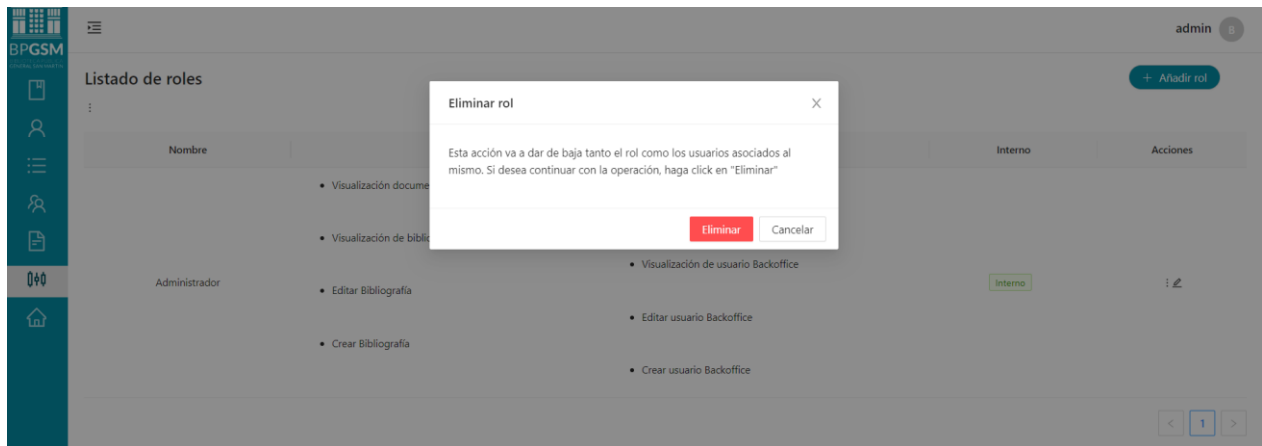 BPGSM
admin
B
Listado de roles
+ Añadir rol
Eliminar rol
Esta acción va a dar de baja tanto el rol como los usuarios asociados al
mismo. Si desea continuar con la operación, haga click en "Eliminar"
Eliminar
Cancelar
Nombre
Interno
Acciones
• Visualización docume
• Visualización de biblio
• Visualización de usuario Backoffice
Administrador
• Editar Bibliografía
Interno
• Editar usuario Backoffice
• Crear Bibliografía
• Crear usuario Backoffice
< 1 >